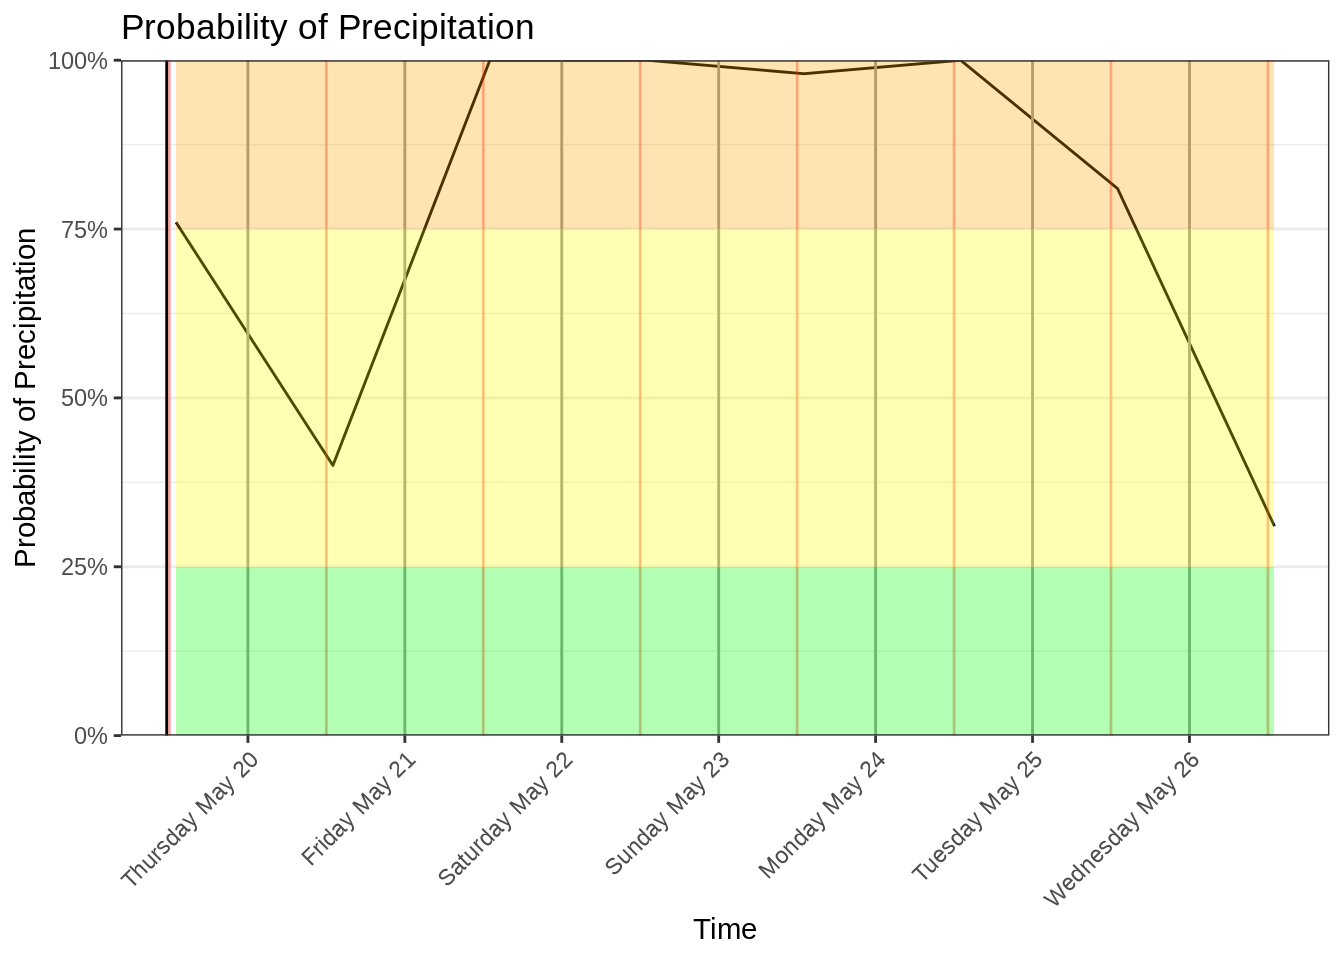 Probability of Precipitation
Probability of Precipitation
100%
75%
50%
25%
0%
Thursday May 20
Friday May 21
Saturday May 22
Sunday May 23
Monday May 24
Tuesday May 25
Wednesday May 26
Time